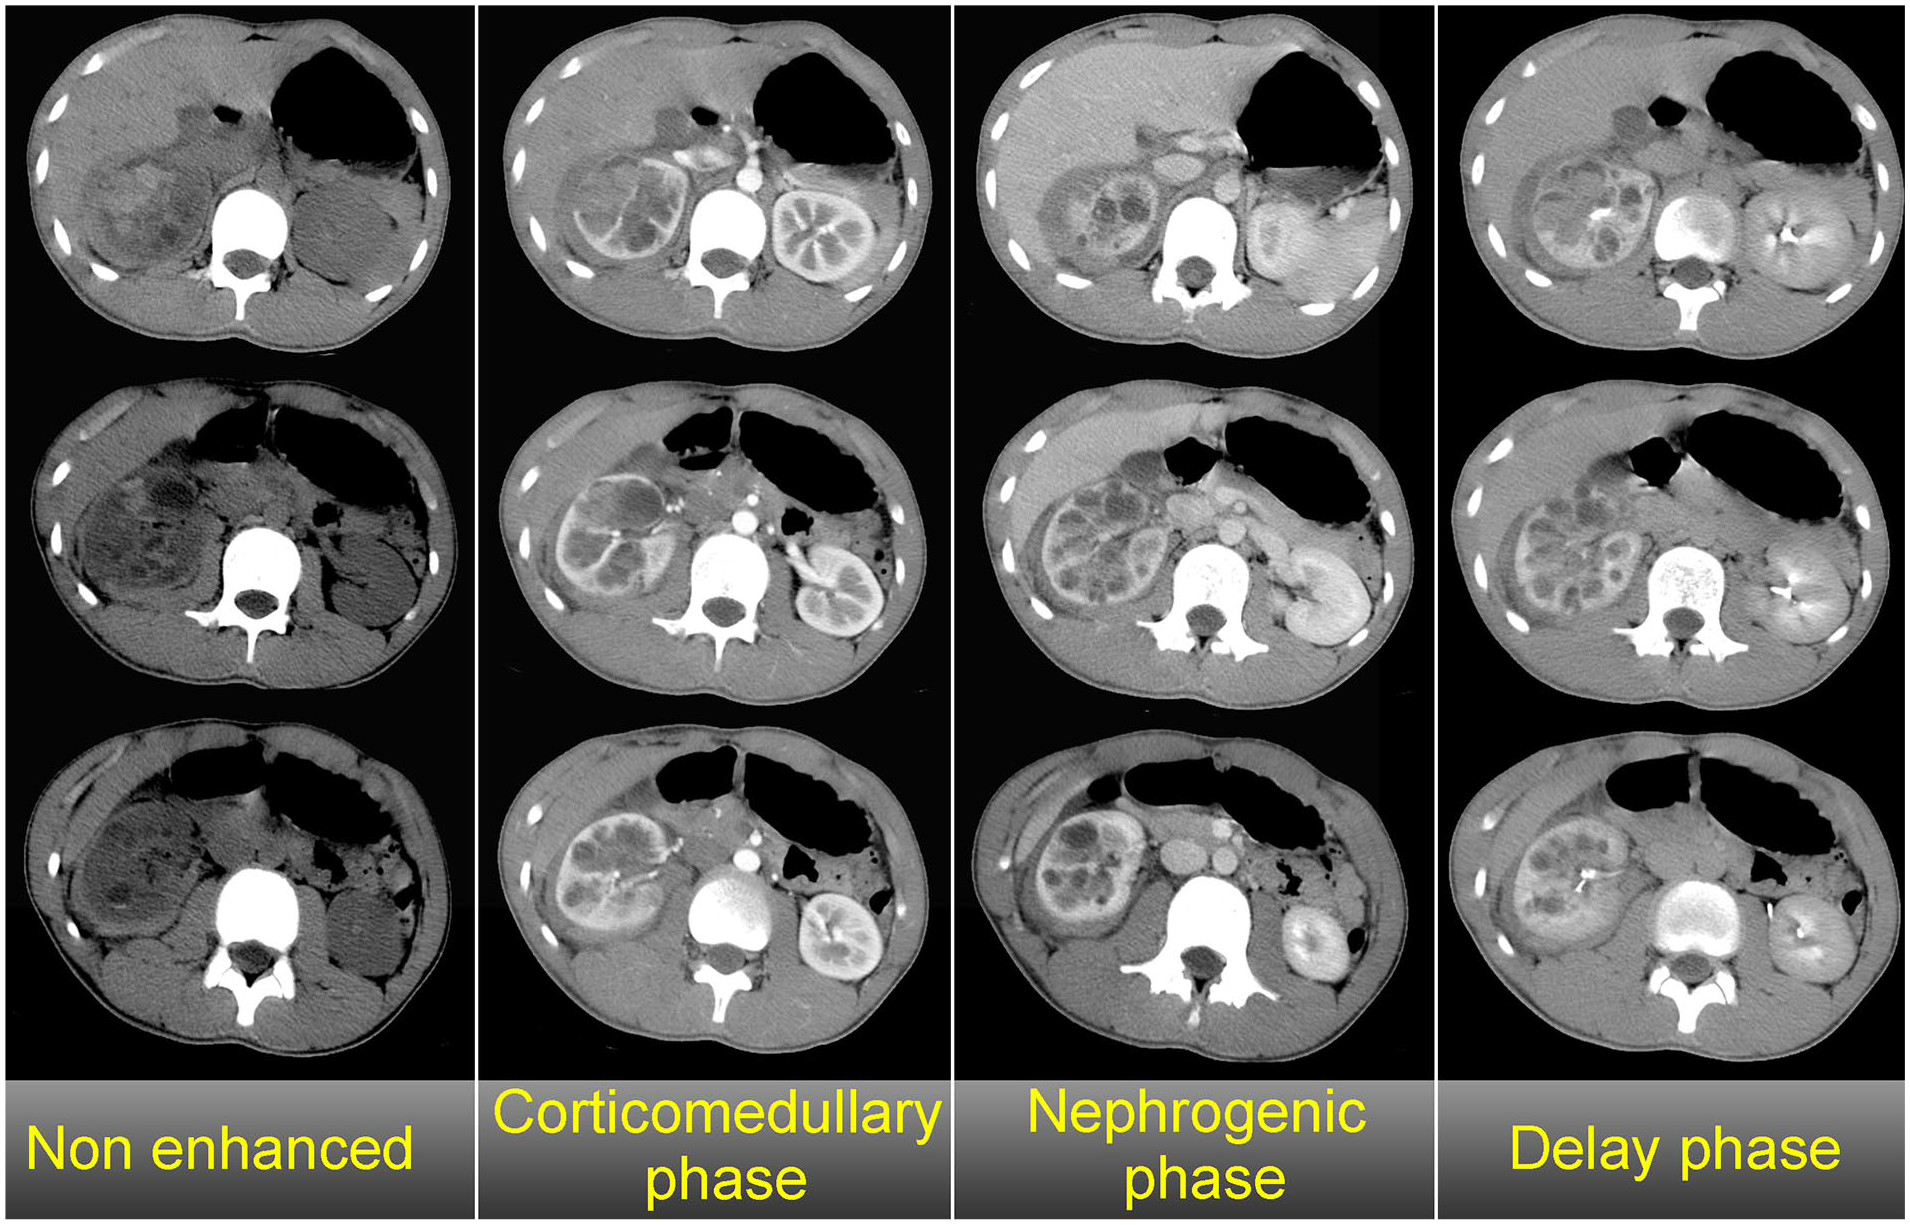 Non enhanced
Corticomedullary
phase
Nephrogenic
phase
Delay phase